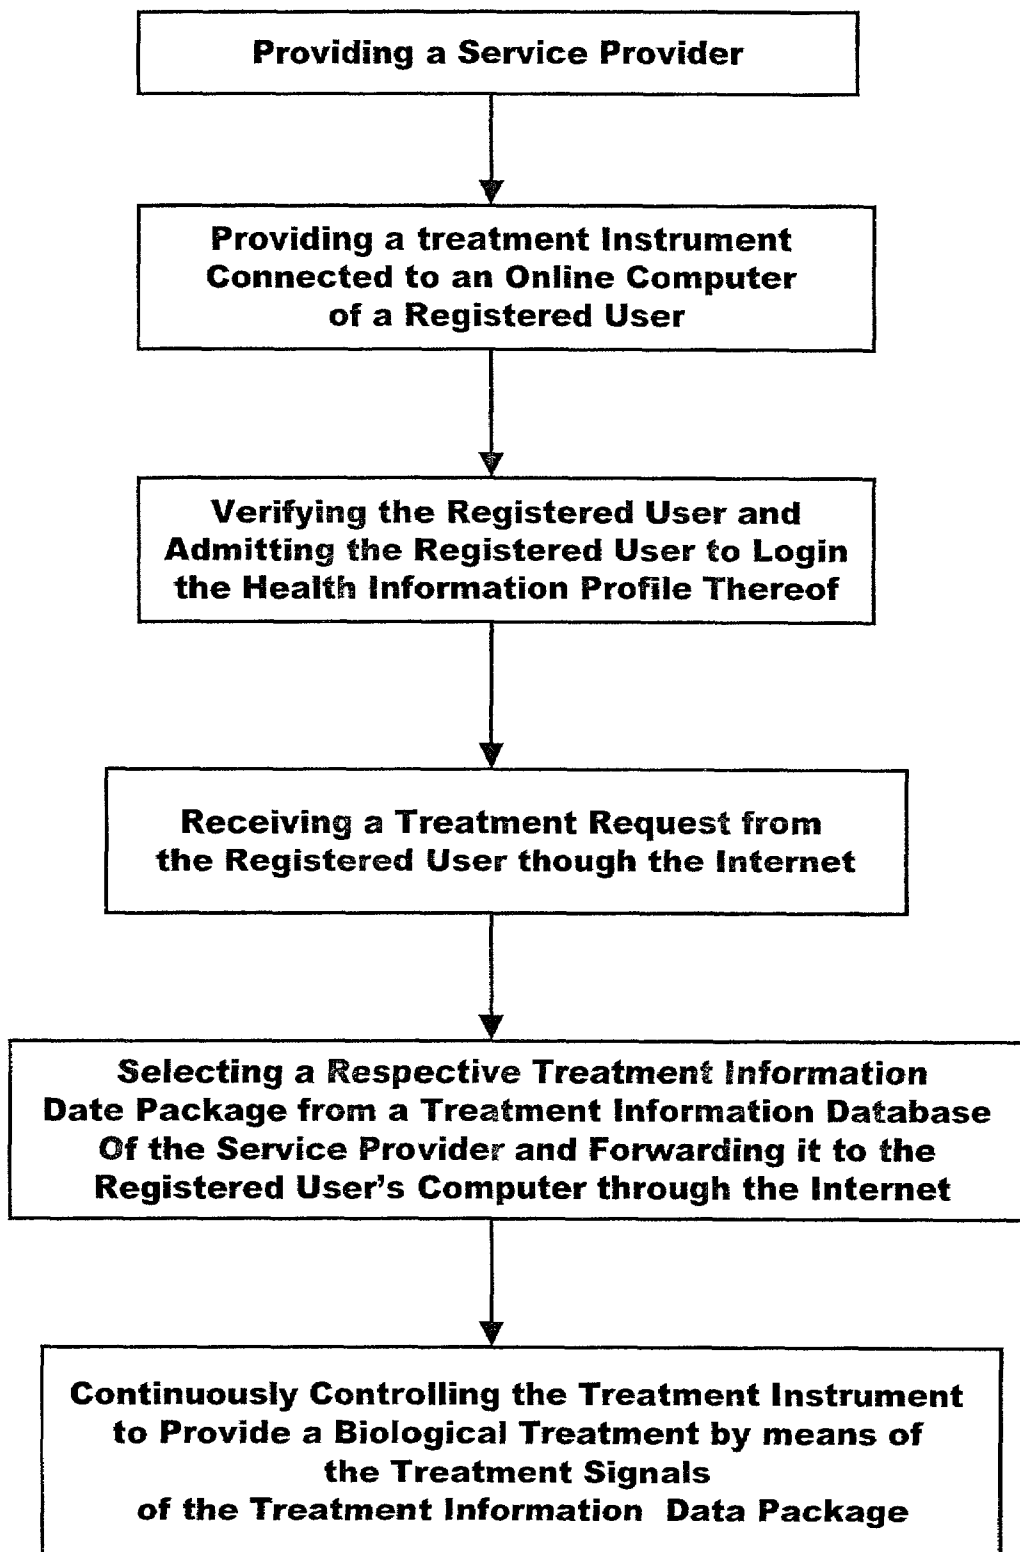 Providing a Service Provider
Providing a treatment Instrument
Connected to an Online Computer
of a Registered User
Verifying the Registered User and
Admitting the Registered User to Login
the Health Information Profile Thereof
Receiving a Treatment Request from
the Registered User though the Internet
Selecting a Respective Treatment Information
Date Package from a Treatment Information Database
Of the Service Provider and Forwarding it to the
Registered User's Computer through the Internet
Continuously Controlling the Treatment Instrument
to Provide a Biological Treatment by means of
the Treatment Signals
of the Treatment Information Data Package